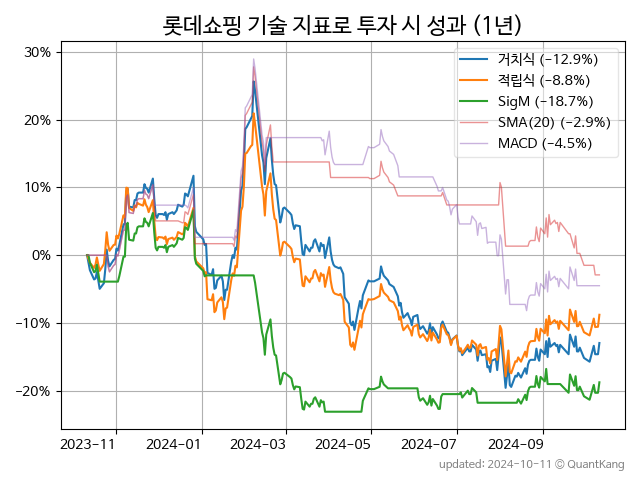 롯데쇼핑 기술 지표로 투자 시 성과 (1년)
30%
20%
10%
0%
−10%
−20%
거치식 (−12.9%)
적립식 (−8.8%)
SigM (−18.7%)
SMA(20) (−2.9%)
MACD (−4.5%)
2023-11
2024-01
2024-03
2024-05
2024-07
2024-09
updated: 2024-10-11 © QuantKang